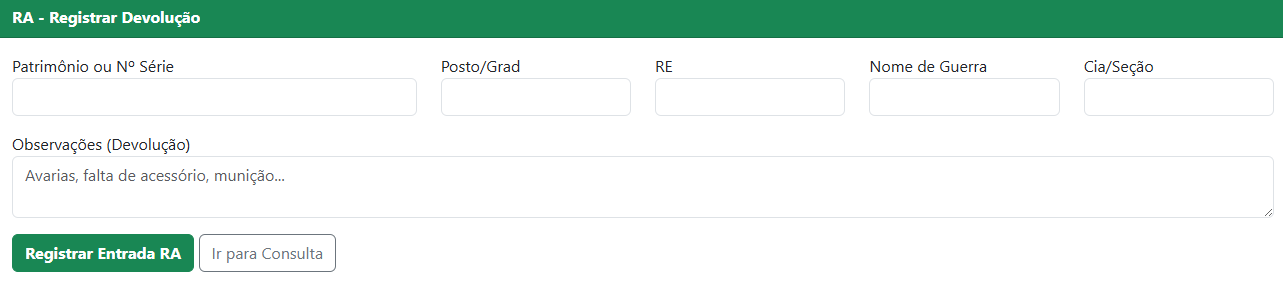 RA - Registrar Devolução
Patrimônio ou Nº Série Posto/Grad RE Nome de Guerra Cia/Seção
Observações (Devolução)
Avarias, falta de acessório, munição...
Registrar Entrada RA Ir para Consulta